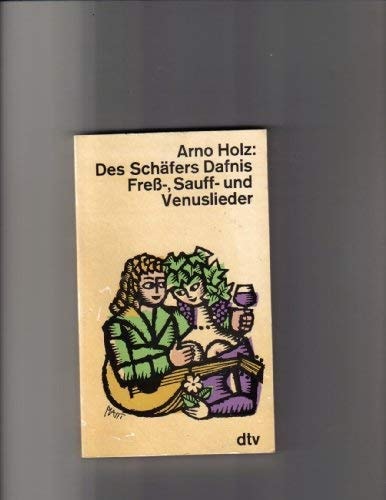 Arno Holz:
Des Schäfers Dafnis
Freß-, Sauff- und
Venuslieder
dtv